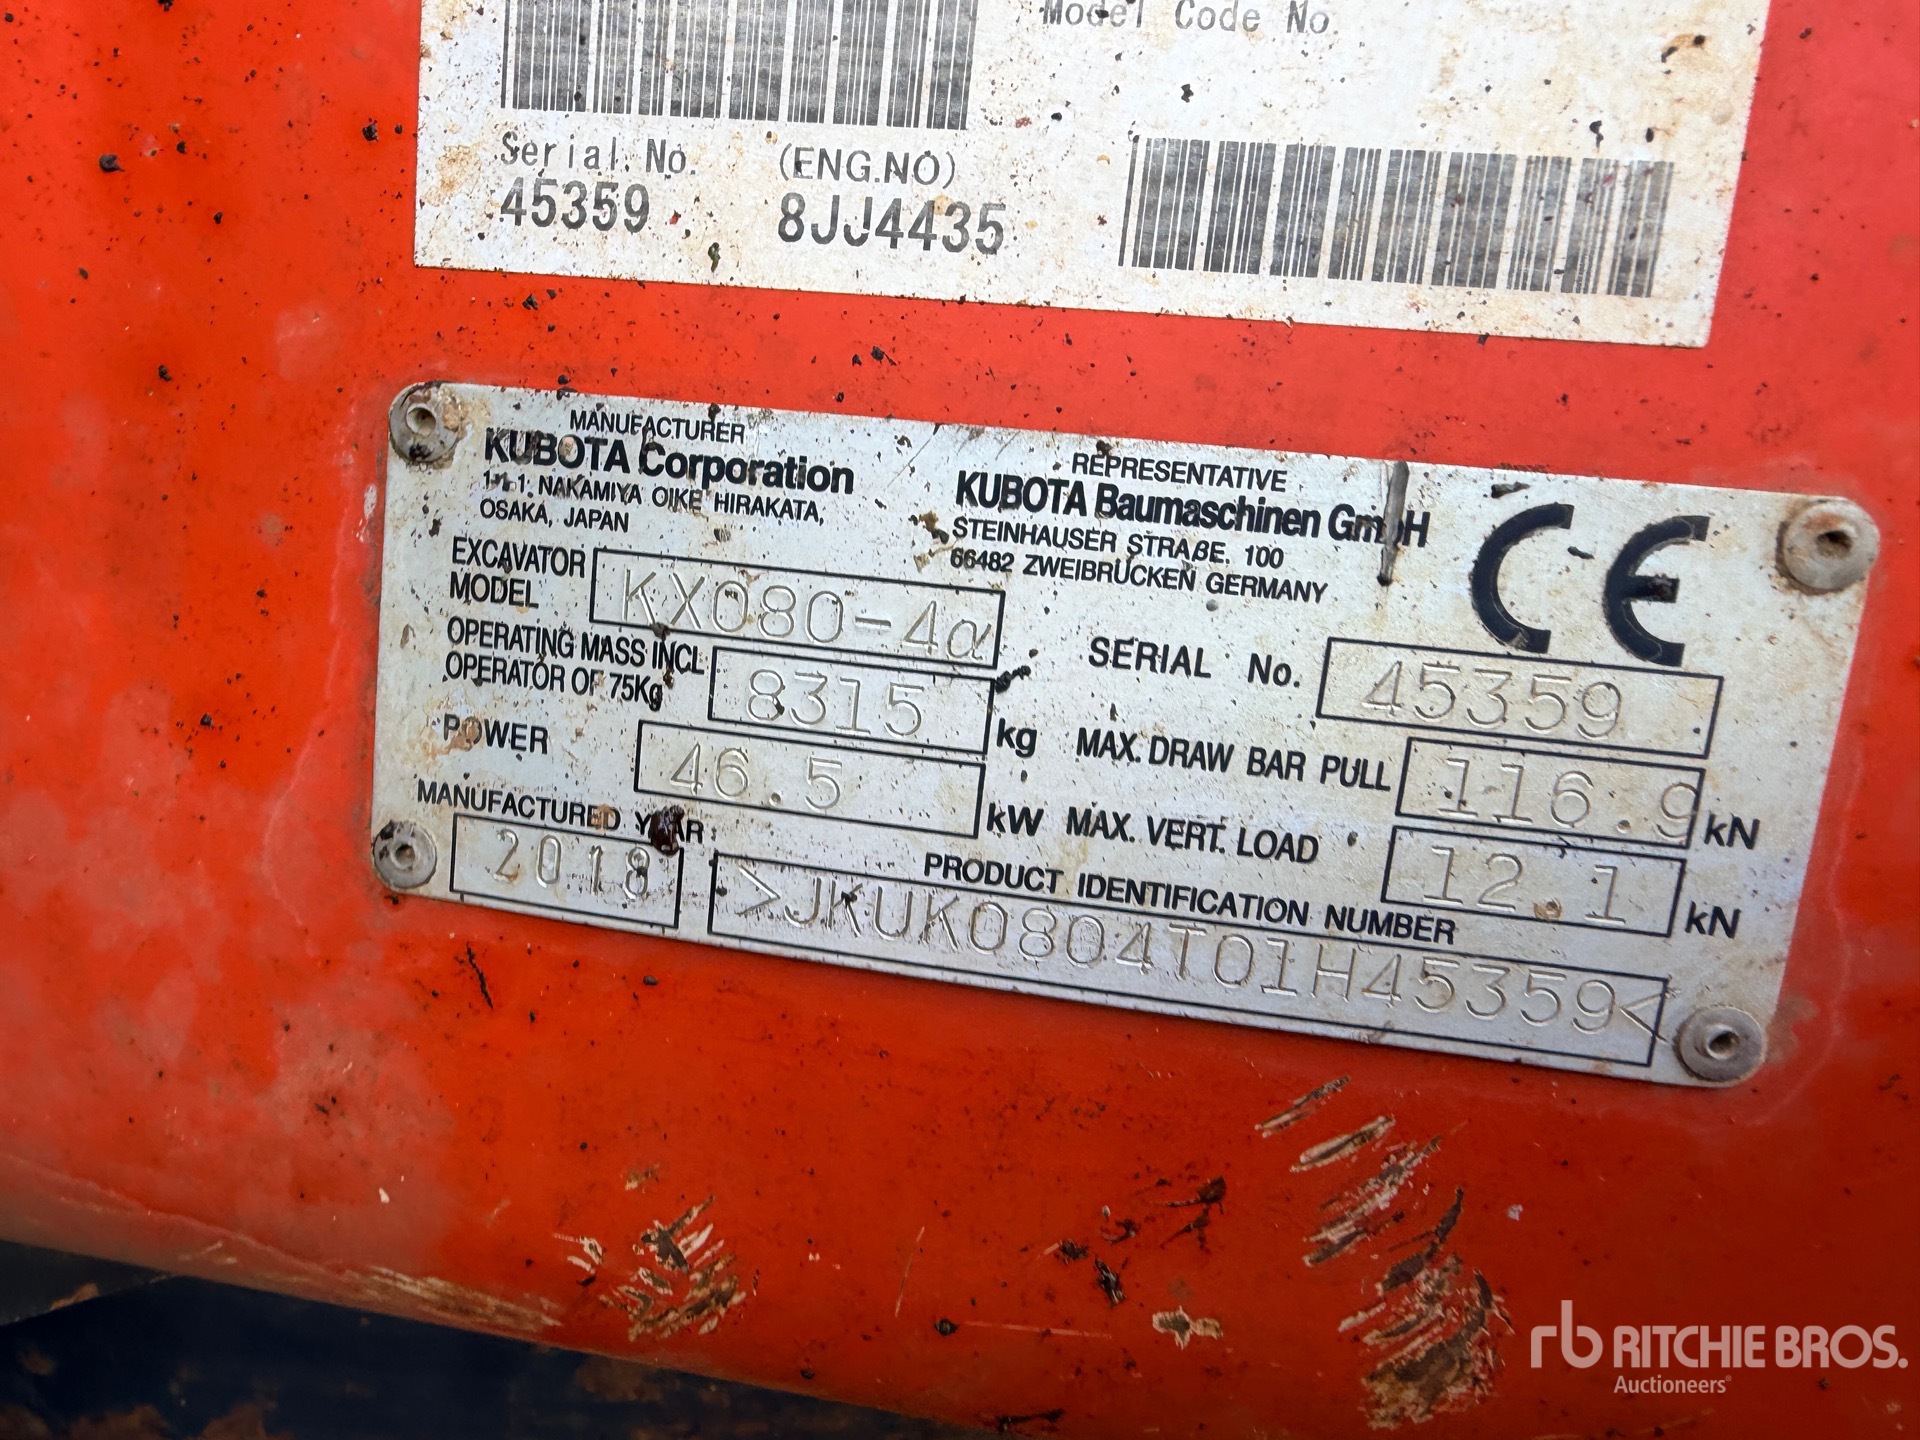 Model Code No.
Serial. No. (ENG.NO)
45359 8JJ4435
MANUFACTURER
KUBOTA Corporation
1-1-1, NAKAMIYA OIKE HIRAKATA,
OSAKA, JAPAN
REPRESENTATIVE
KUBOTA Baumaschinen GmbH
STEINHAUSER STRAßE. 100
66482 ZWEIBRÜCKEN GERMANY
CE
EXCAVATOR
MODEL KX080-4α
SERIAL No. 45359
OPERATING MASS INCL
OPERATOR OF 75Kg 8315 kg
MAX. DRAW BAR PULL 116.9 kN
POWER 46.5 kW
MAX. VERT. LOAD 12.1 kN
MANUFACTURED YEAR:
2018
PRODUCT IDENTIFICATION NUMBER
>JKUK0804T01H45359<
rb RITCHIE BROS.
Auctioneers®